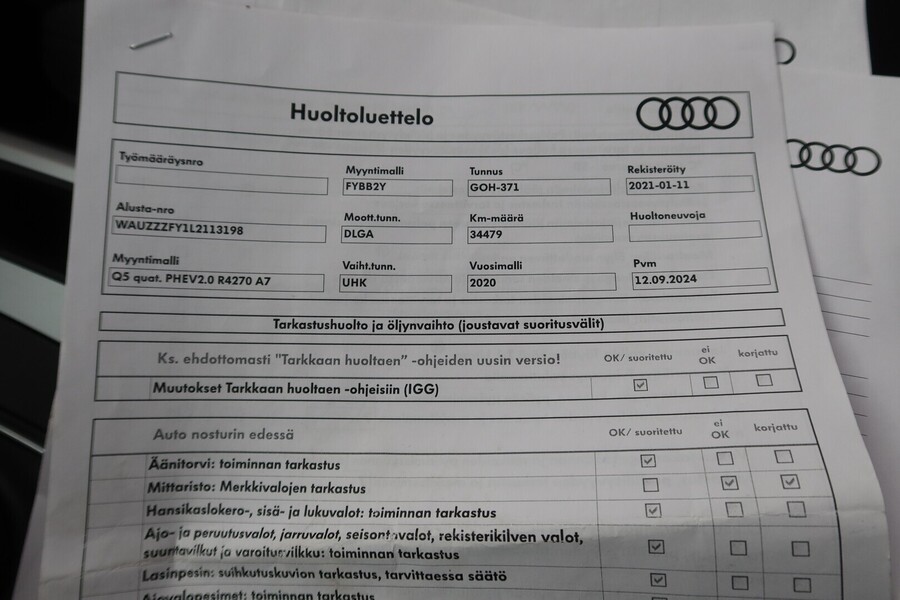 Huoltoluettelo
Työmääräysnro
Myyntimalli
Tunnus
Rekisteröity
FYBB2Y
GOH-371
2021-01-11
Alusta-nro
Moott.tunn.
Km-määrä
Huoltoneuvoja
WAUZZZFY1L2113198
DLGA
34479
Myyntimalli
Vaiht.tunn.
Vuosimalli
Pvm
Q5 quat. PHEV2.0 R4270 A7
UHK
2020
12.09.2024
Tarkastushuolto ja öljynvaihto (joustavat suoritusvälit)
Ks. ehdottomasti "Tarkkaan huoltaen" -ohjeiden uusin versio!
OK/ suoritettu
ei
OK
korjattu
Muutokset Tarkkaan huoltaen -ohjeisiin (IGG)
Auto nosturin edessä
OK/ suoritettu
ei
OK
korjattu
Äänitorvi: toiminnan tarkastus
Mittaristo: Merkkivalojen tarkastus
Hansikaslokero-, sisä- ja lukuvalot: toiminnan tarkastus
Ajo- ja peruutusvalot, jarruvalot, seisontavalot, rekisterikilven valot,
suuntavilkut ja varoitusvilkku: toiminnan tarkastus
Lasinpesin: suihkutuskuvion tarkastus, tarvittaessa säätö
Ajovalopesimet: toiminnan tarkastus